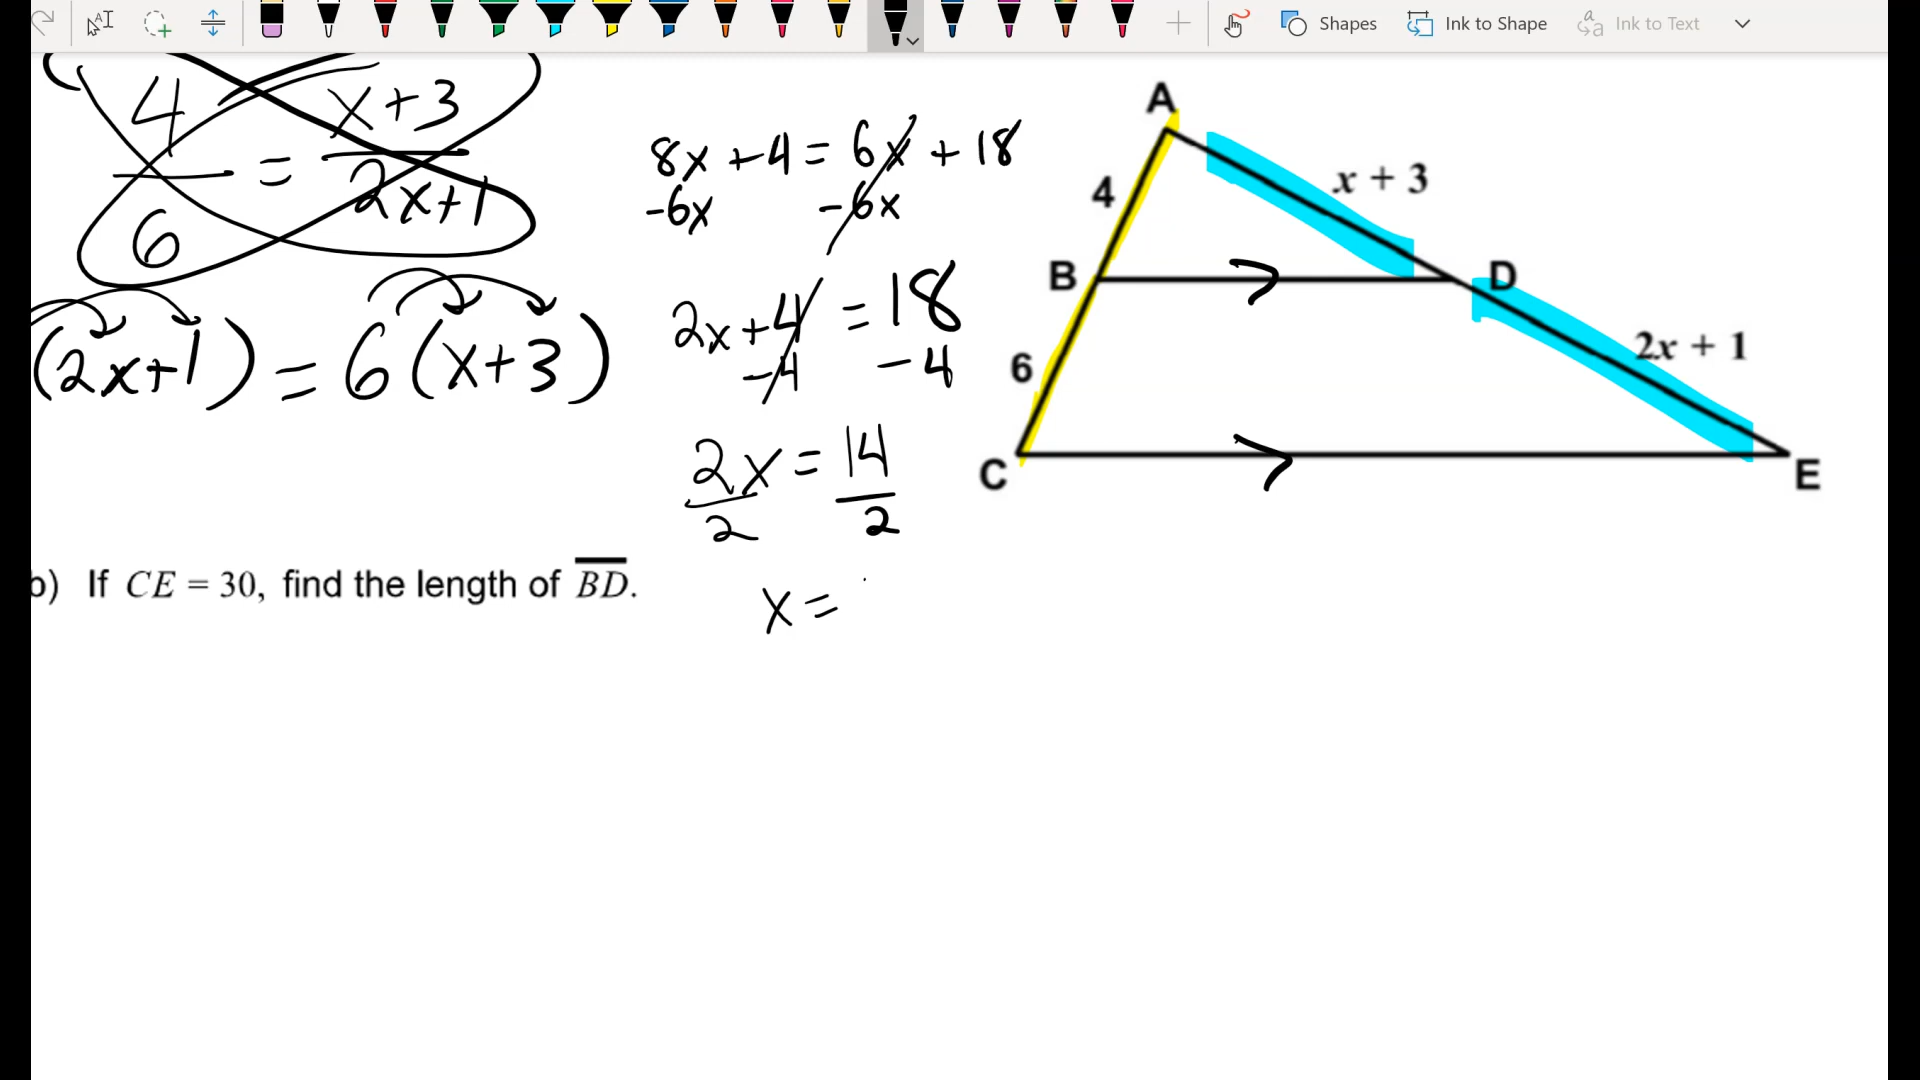 Shapes Ink to Shape Ink to Text
4/6 = x+3/2x+1
(2x+1) = 6(x+3)
8x +4 = 6x + 18
-6x -6x
2x+4 = 18
-4 -4
2x = 14
2 2
x =
A
4
x + 3
B
D
6
2x + 1
C
E
b) If CE = 30, find the length of BD.